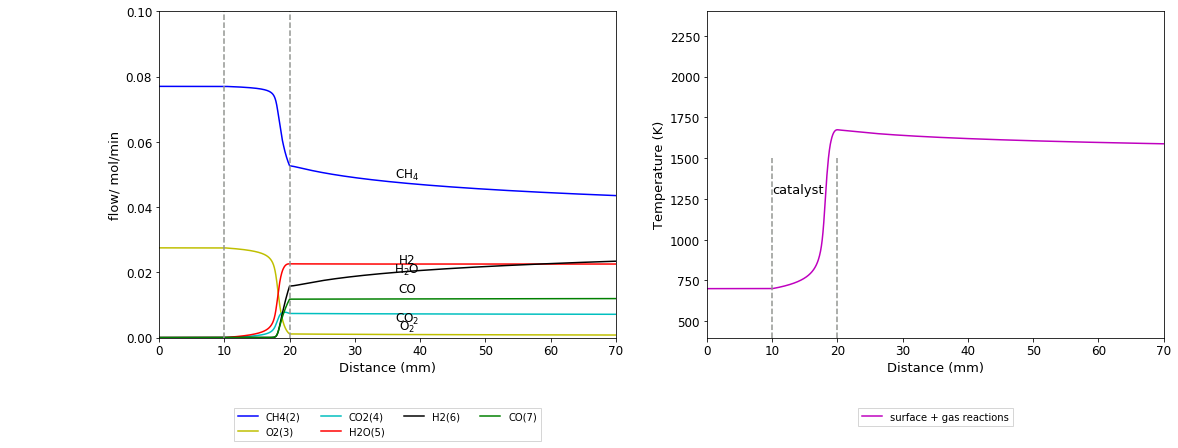 0.10
0.08
0.06
0.04
0.02
0.00
flow/ mol/min
CH4
H2
H2O
CO
CO2
O2
0 10 20 30 40 50 60 70
Distance (mm)
CH4(2) CO2(4) H2(6) CO(7)
O2(3) H2O(5)
2250
2000
1750
1500
1250
1000
750
500
Temperature (K)
catalyst
0 10 20 30 40 50 60 70
Distance (mm)
surface + gas reactions